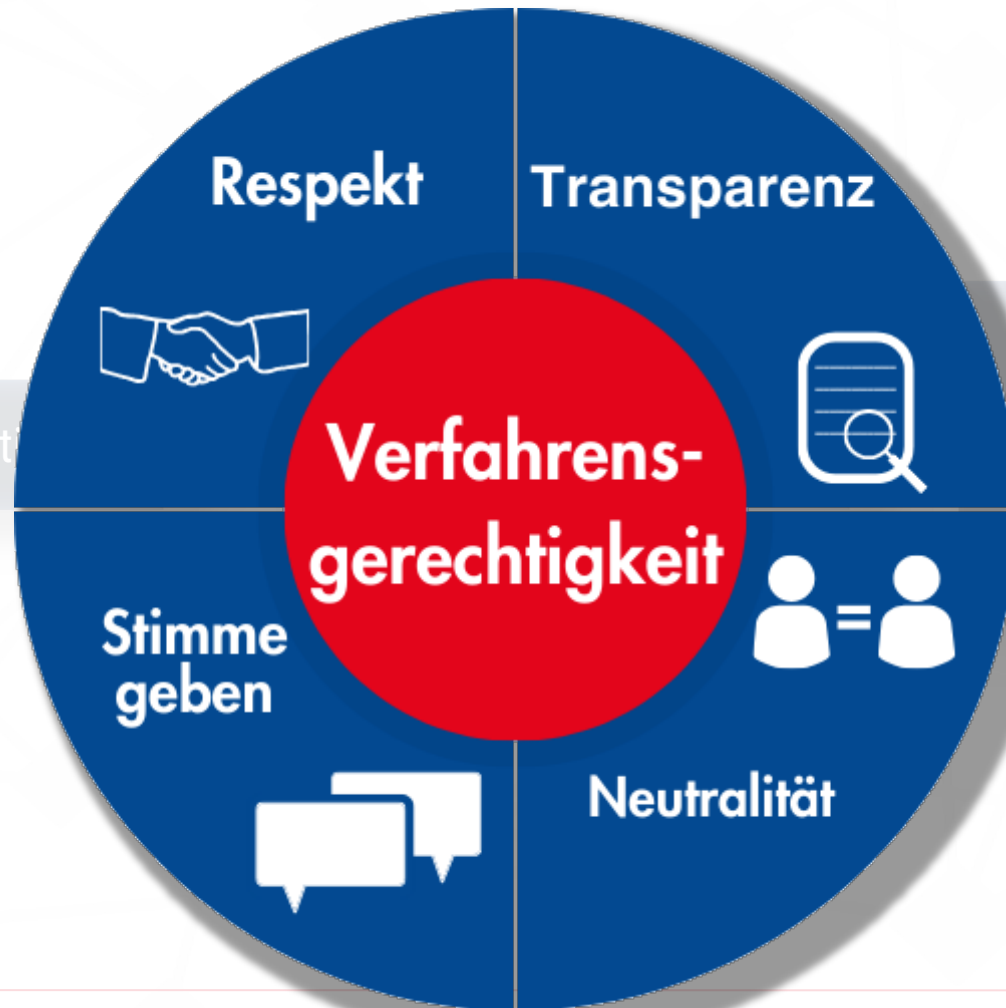 Respekt
Transparenz
Verfahrens-
gerechtigkeit
Stimme
geben
Neutralität